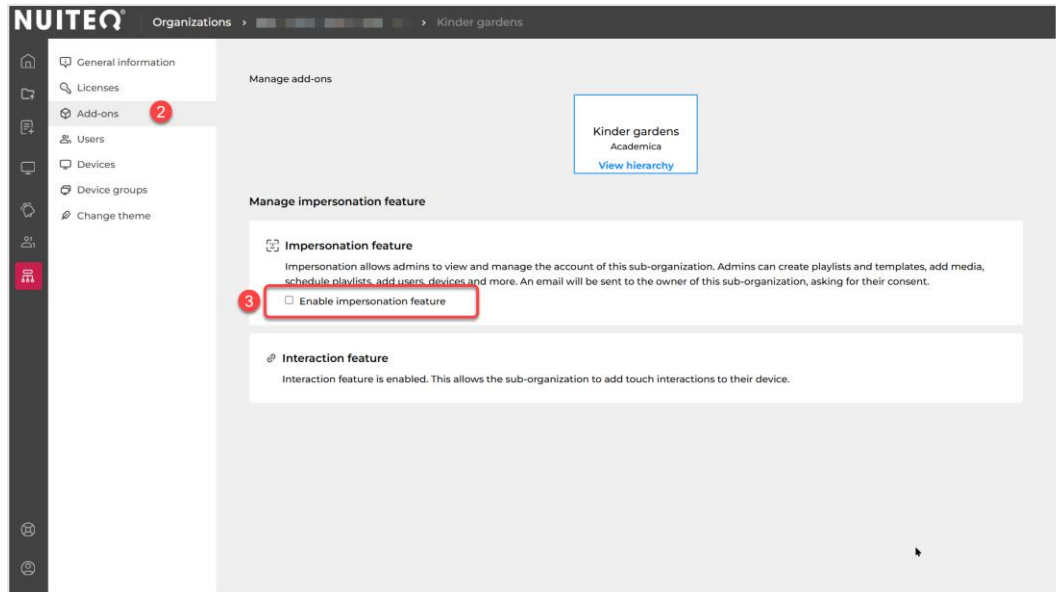 NUITEQ®
Organizations › › Kinder gardens
General information
Licenses
Add-ons 2
Users
Devices
Device groups
Change theme
Manage add-ons
Kinder gardens
Academica
View hierarchy
Manage impersonation feature
Impersonation feature
Impersonation allows admins to view and manage the account of this sub-organization. Admins can create playlists and templates, add media,
schedule playlists, add users, devices and more. An email will be sent to the owner of this sub-organization, asking for their consent.
3 Enable impersonation feature
Interaction feature
Interaction feature is enabled. This allows the sub-organization to add touch interactions to their device.